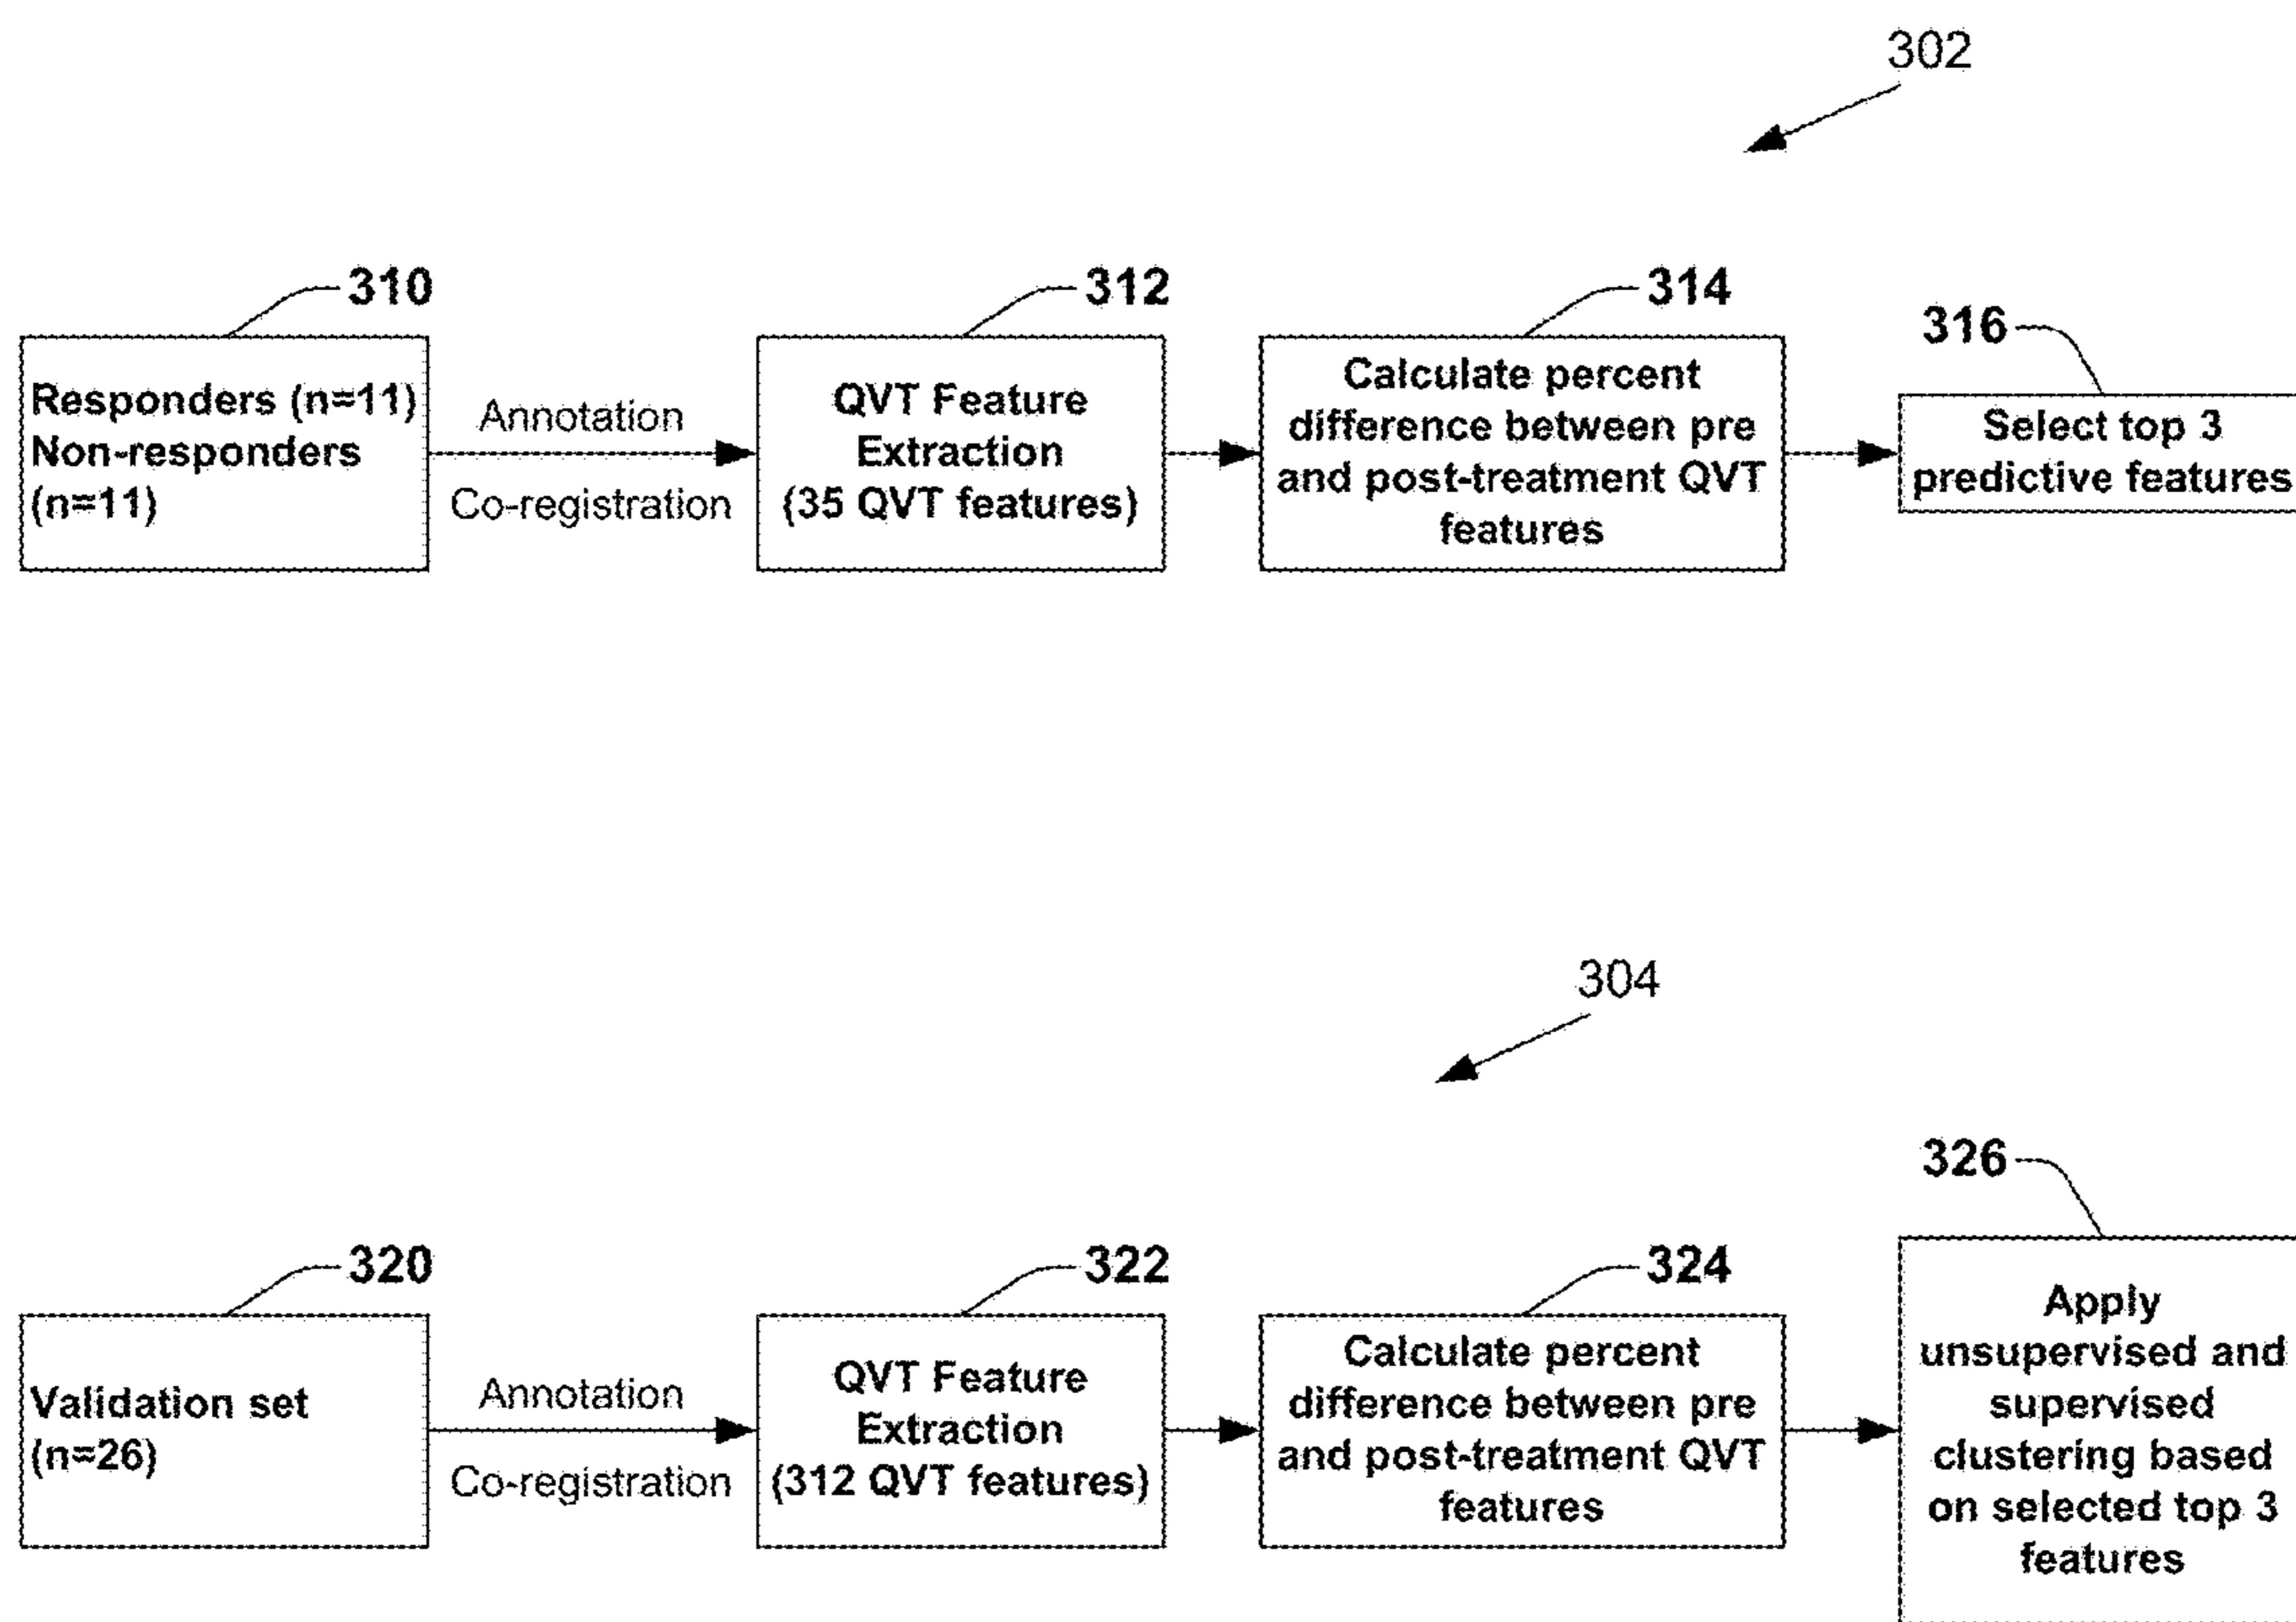 302
310
Responders (n=11)
Non-responders
(n=11)
Annotation
Co-registration
312
QVT Feature
Extraction
(35 QVT features)
314
Calculate percent
difference between pre
and post-treatment QVT
features
316
Select top 3
predictive features
304
320
Validation set
(n=26)
Annotation
Co-registration
322
QVT Feature
Extraction
(312 QVT features)
324
Calculate percent
difference between pre
and post-treatment QVT
features
326
Apply
unsupervised and
supervised
clustering based
on selected top 3
features